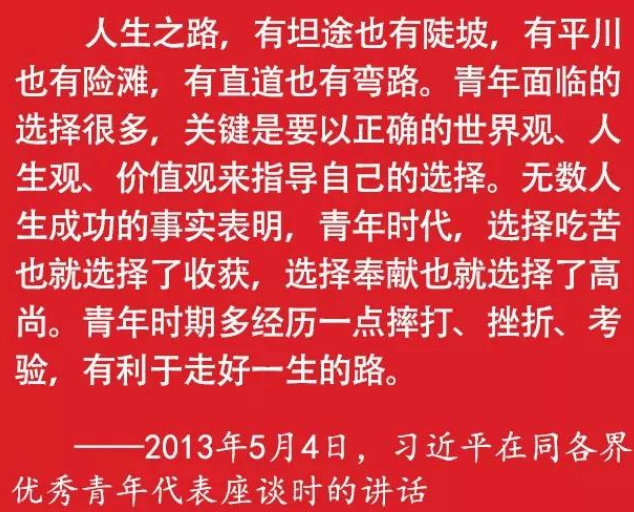 人生之路，有坦途也有陡坡，有平川
也有险滩，有直道也有弯路。青年面临的
选择很多，关键是要以正确的世界观、人
生观、价值观来指导自己的选择。无数人
生成功的事实表明，青年时代，选择吃苦
也就选择了收获，选择奉献也就选择了高
尚。青年时期多经历一点摔打、挫折、考
验，有利于走好一生的路。
——2013年5月4日，习近平在同各界
优秀青年代表座谈时的讲话